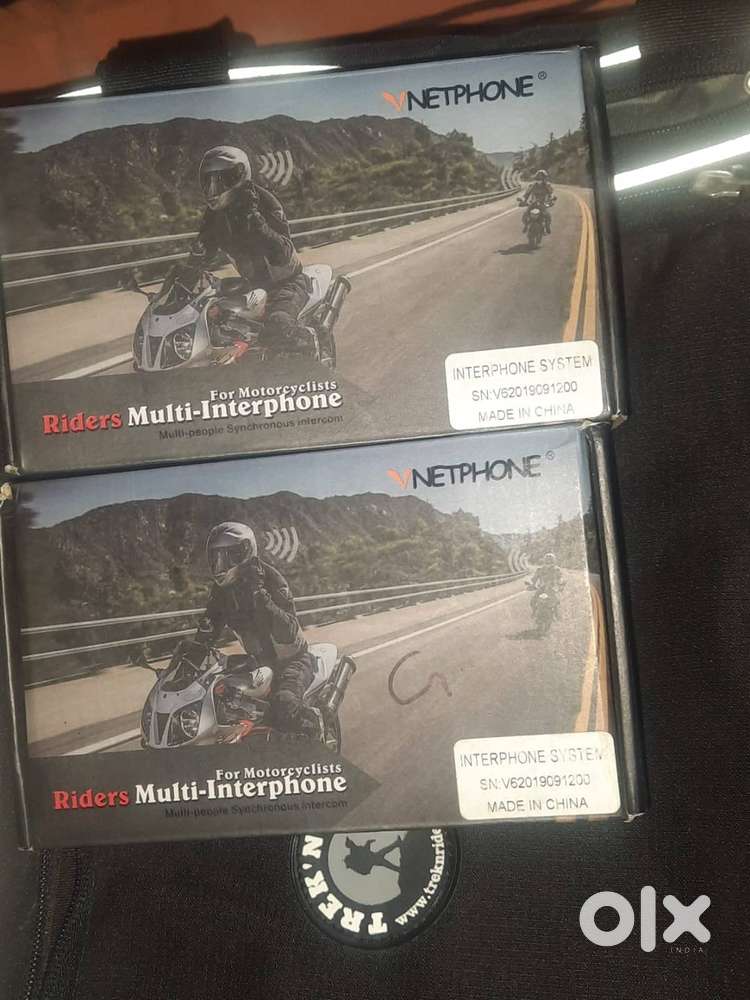 VNETPHONE®
INTERPHONE SYSTEM
SN:V62019091200
MADE IN CHINA
For Motorcyclists
Riders Multi-Interphone
Multi-people Synchronous intercom
VNETPHONE®
G
INTERPHONE SYSTEM
SN:V62019091200
MADE IN CHINA
For Motorcyclists
Riders Multi-Interphone
Multi-people Synchronous intercom
TREK'N
www.treknride
olx
INDIA